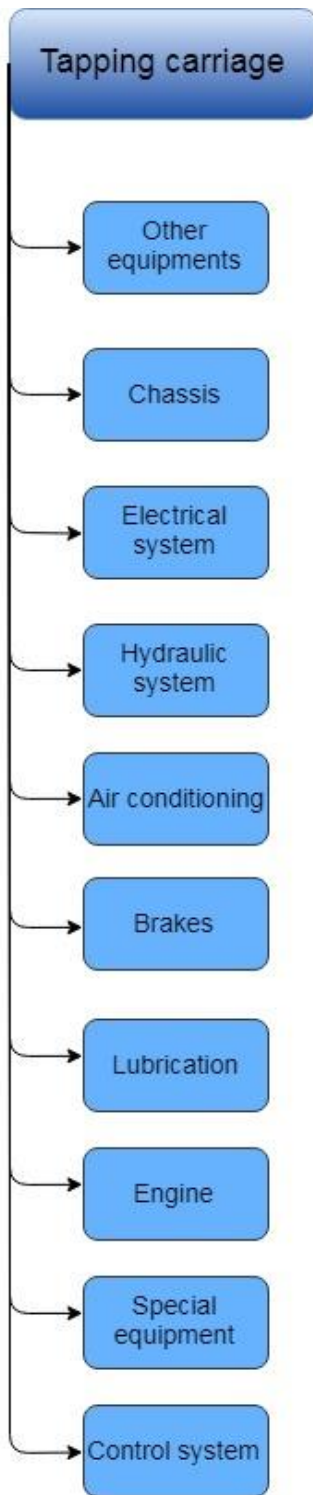 Tapping carriage
Other
equipments
Chassis
Electrical
system
Hydraulic
system
Air conditioning
Brakes
Lubrication
Engine
Special
equipment
Control system